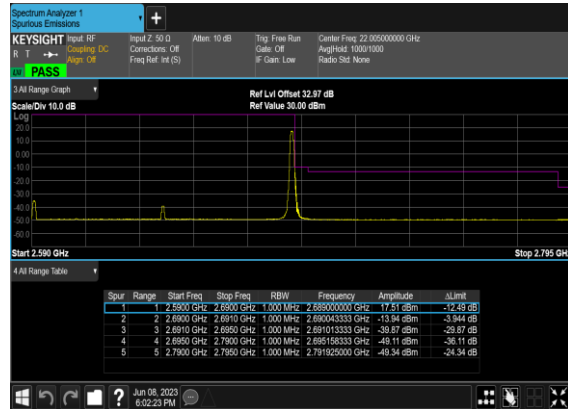 Spectrum Analyzer 1
Spurious Emissions
+
KEYSIGHT Input: RF Input Z: 50 Ω Atten: 10 dB Trig: Free Run Center Freq: 22.005000000 GHz
R T Coupling: DC Corrections: Off Gate: Off Avg|Hold: 1000/1000
Align: Off Freq Ref: Int (S) IF Gain: Low Radio Std: None
PASS
3 All Range Graph
Ref Lvl Offset 32.97 dB
Scale/Div 10.0 dB Ref Value 30.00 dBm
Log
20.0
10.0
0.00
-10.0
-20.0
-30.0
-40.0
-50.0
-60.0
Start 2.590 GHz Stop 2.795 GHz
4 All Range Table
Spur Range Start Freq Stop Freq RBW Frequency Amplitude ΔLimit
1 1 2.5900 GHz 2.6900 GHz 1.000 MHz 2.689000000 GHz 17.51 dBm -12.49 dB
2 2 2.6900 GHz 2.6910 GHz 1.000 MHz 2.690043333 GHz -13.94 dBm -3.944 dB
3 3 2.6910 GHz 2.6950 GHz 1.000 MHz 2.691013333 GHz -39.87 dBm -29.87 dB
4 4 2.6950 GHz 2.7900 GHz 1.000 MHz 2.695158333 GHz -49.11 dBm -36.11 dB
5 5 2.7900 GHz 2.7950 GHz 1.000 MHz 2.791925000 GHz -49.34 dBm -24.34 dB
? Jun 08, 2023
6:02:23 PM